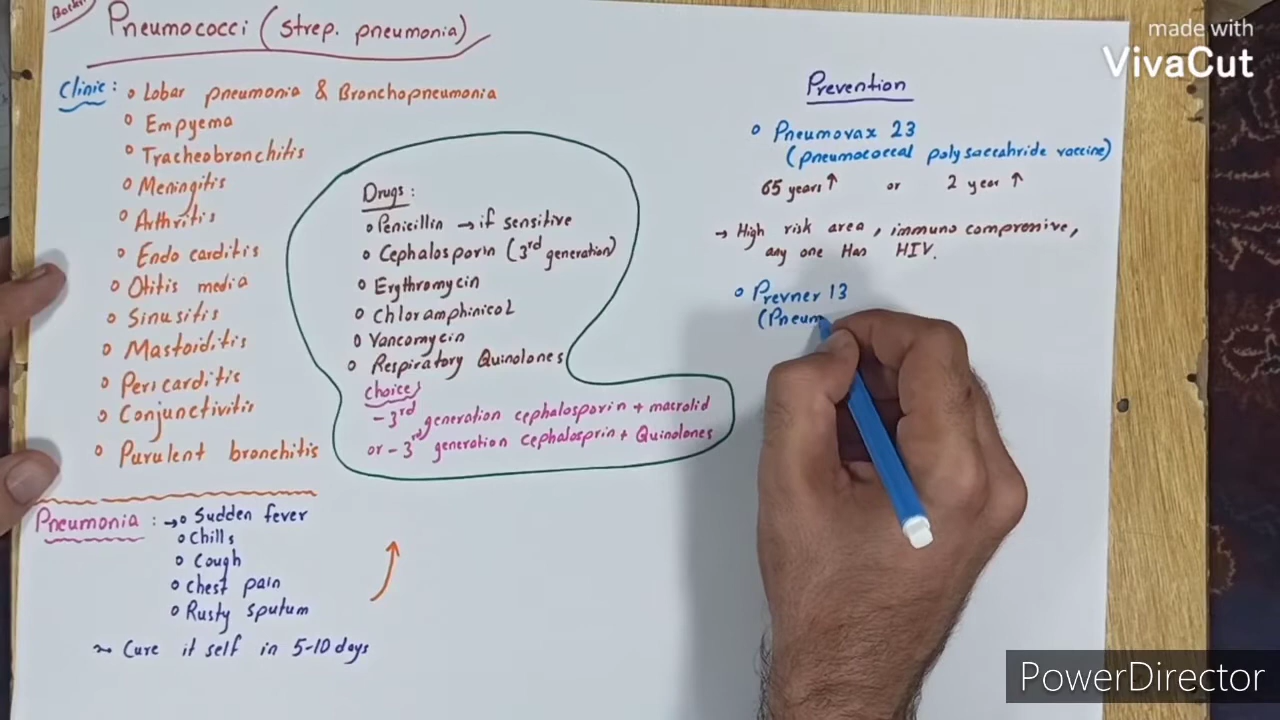 Pneumococci (strep. pneumonia)
Clinic:
Lobar pneumonia & Bronchopneumonia
Empyema
Tracheobronchitis
Meningitis
Arthritis
Endo carditis
Otitis media
Sinusitis
Mastoiditis
Pericarditis
Conjunctivitis
Purulent bronchitis
Pneumonia: → Sudden fever
Chills
Cough
Chest pain
Rusty sputum
~ Cure it self in 5-10 days
Drugs:
Penicillin → if sensitive
Cephalosporin (3rd generation)
Erythromycin
Chloramphinicol
Vancomycin
Respiratory Quinolones
Choice
- 3rd generation cephalosporin + macrolid
or - 3rd generation cephalosprin + Quinolones
Prevention
Pneumovax 23
(pneumococcal polysaccahride vaccine)
65 years ↑ or 2 year ↑
→ High risk area, immuno compressive,
any one Has HIV.
Prevner 13
(Pneum
made with
VivaCut
PowerDirector